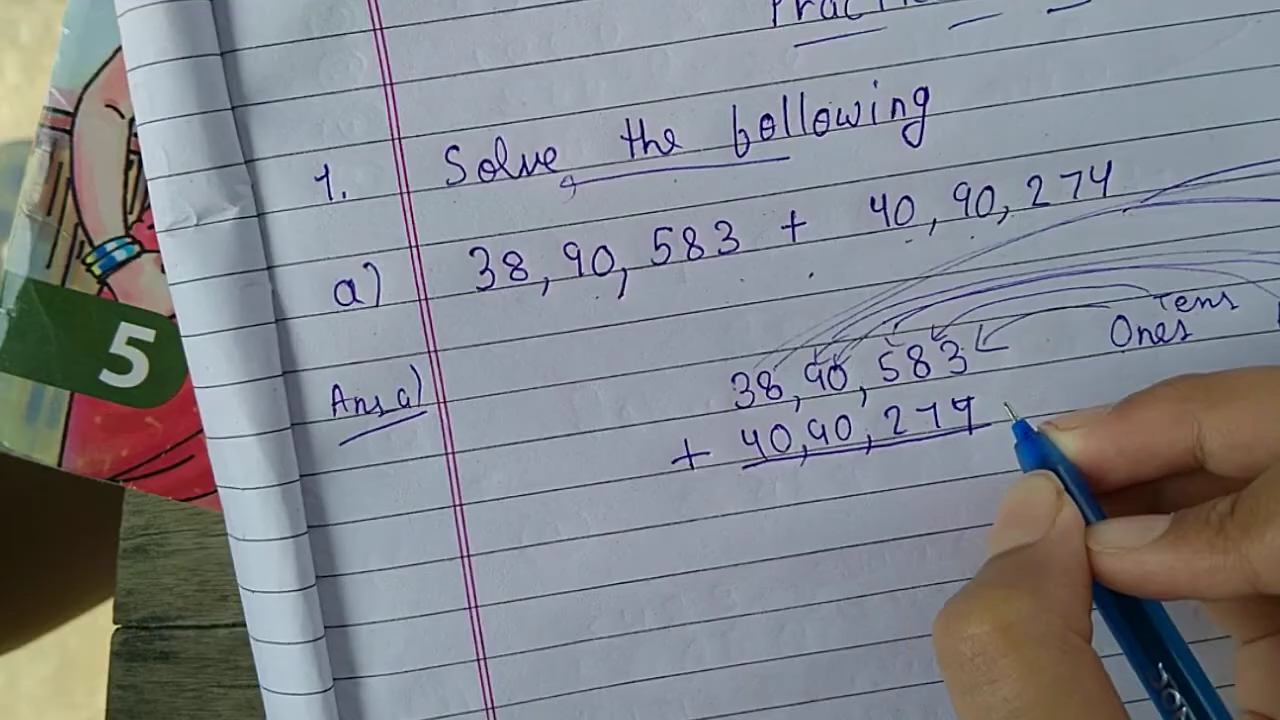 1. Solve the following
a) 38,90,583 + 40,90,274
Tens
Ones
Ans a) 38,90,583
+ 40,90,274
5